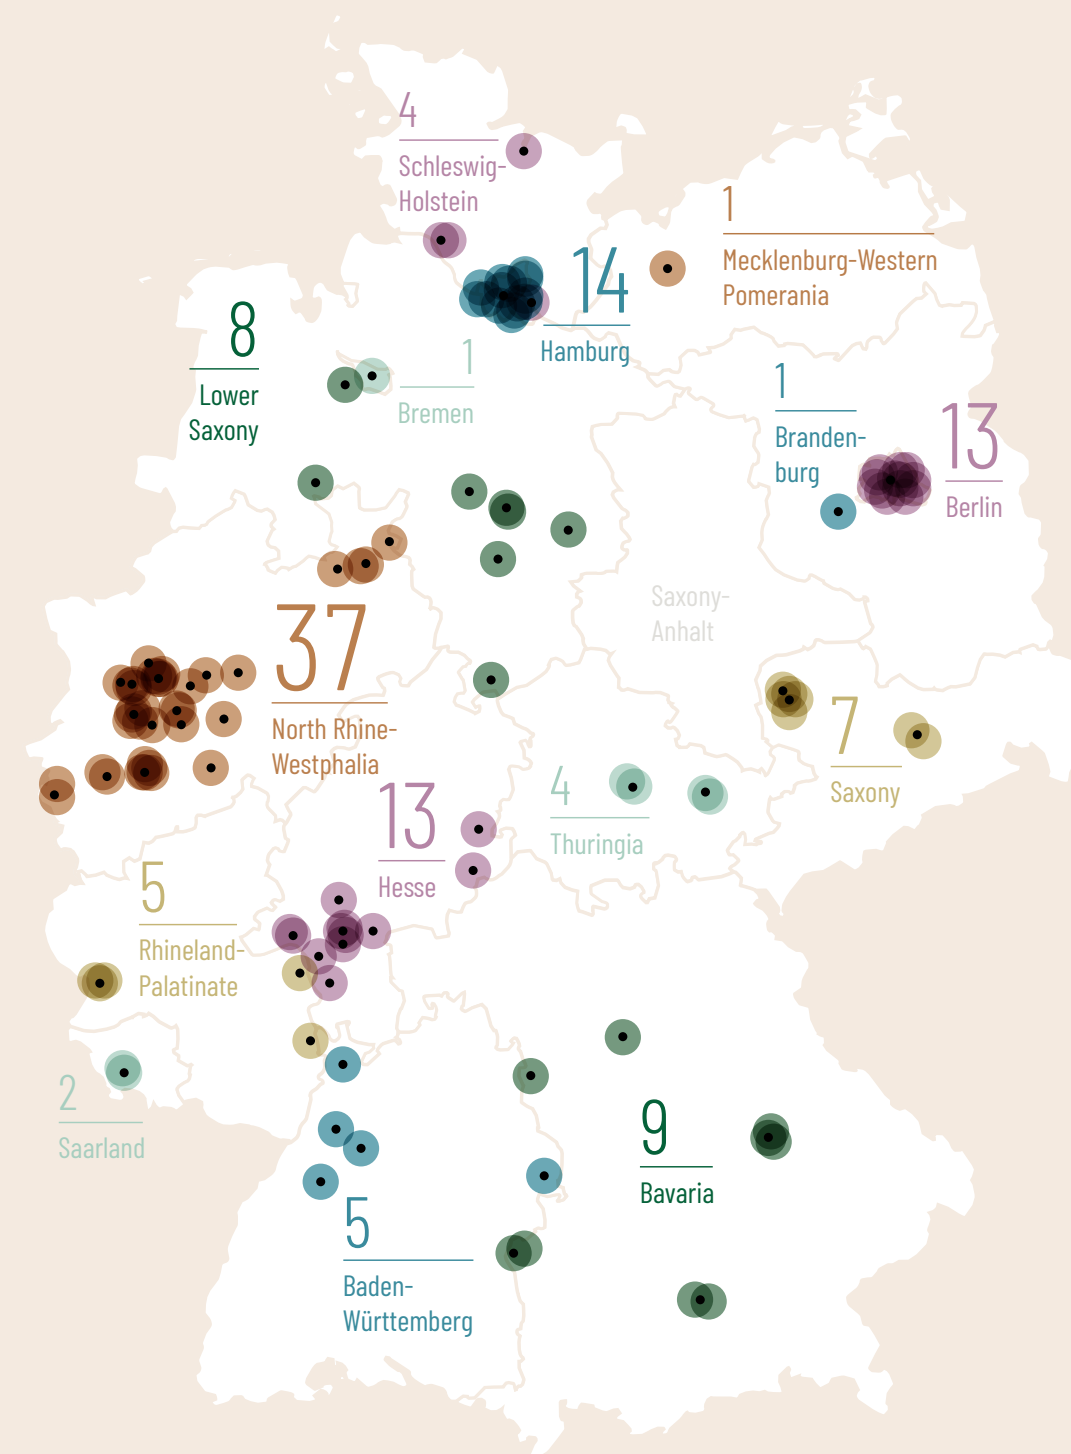 4
Schleswig-
Holstein
1
Mecklenburg-Western
Pomerania
14
Hamburg
8
Lower
Saxony
1
Bremen
1
Branden-
burg
13
Berlin
Saxony-
Anhalt
37
North Rhine-
Westphalia
7
Saxony
4
Thuringia
13
Hesse
5
Rhineland-
Palatinate
2
Saarland
9
Bavaria
5
Baden-
Württemberg